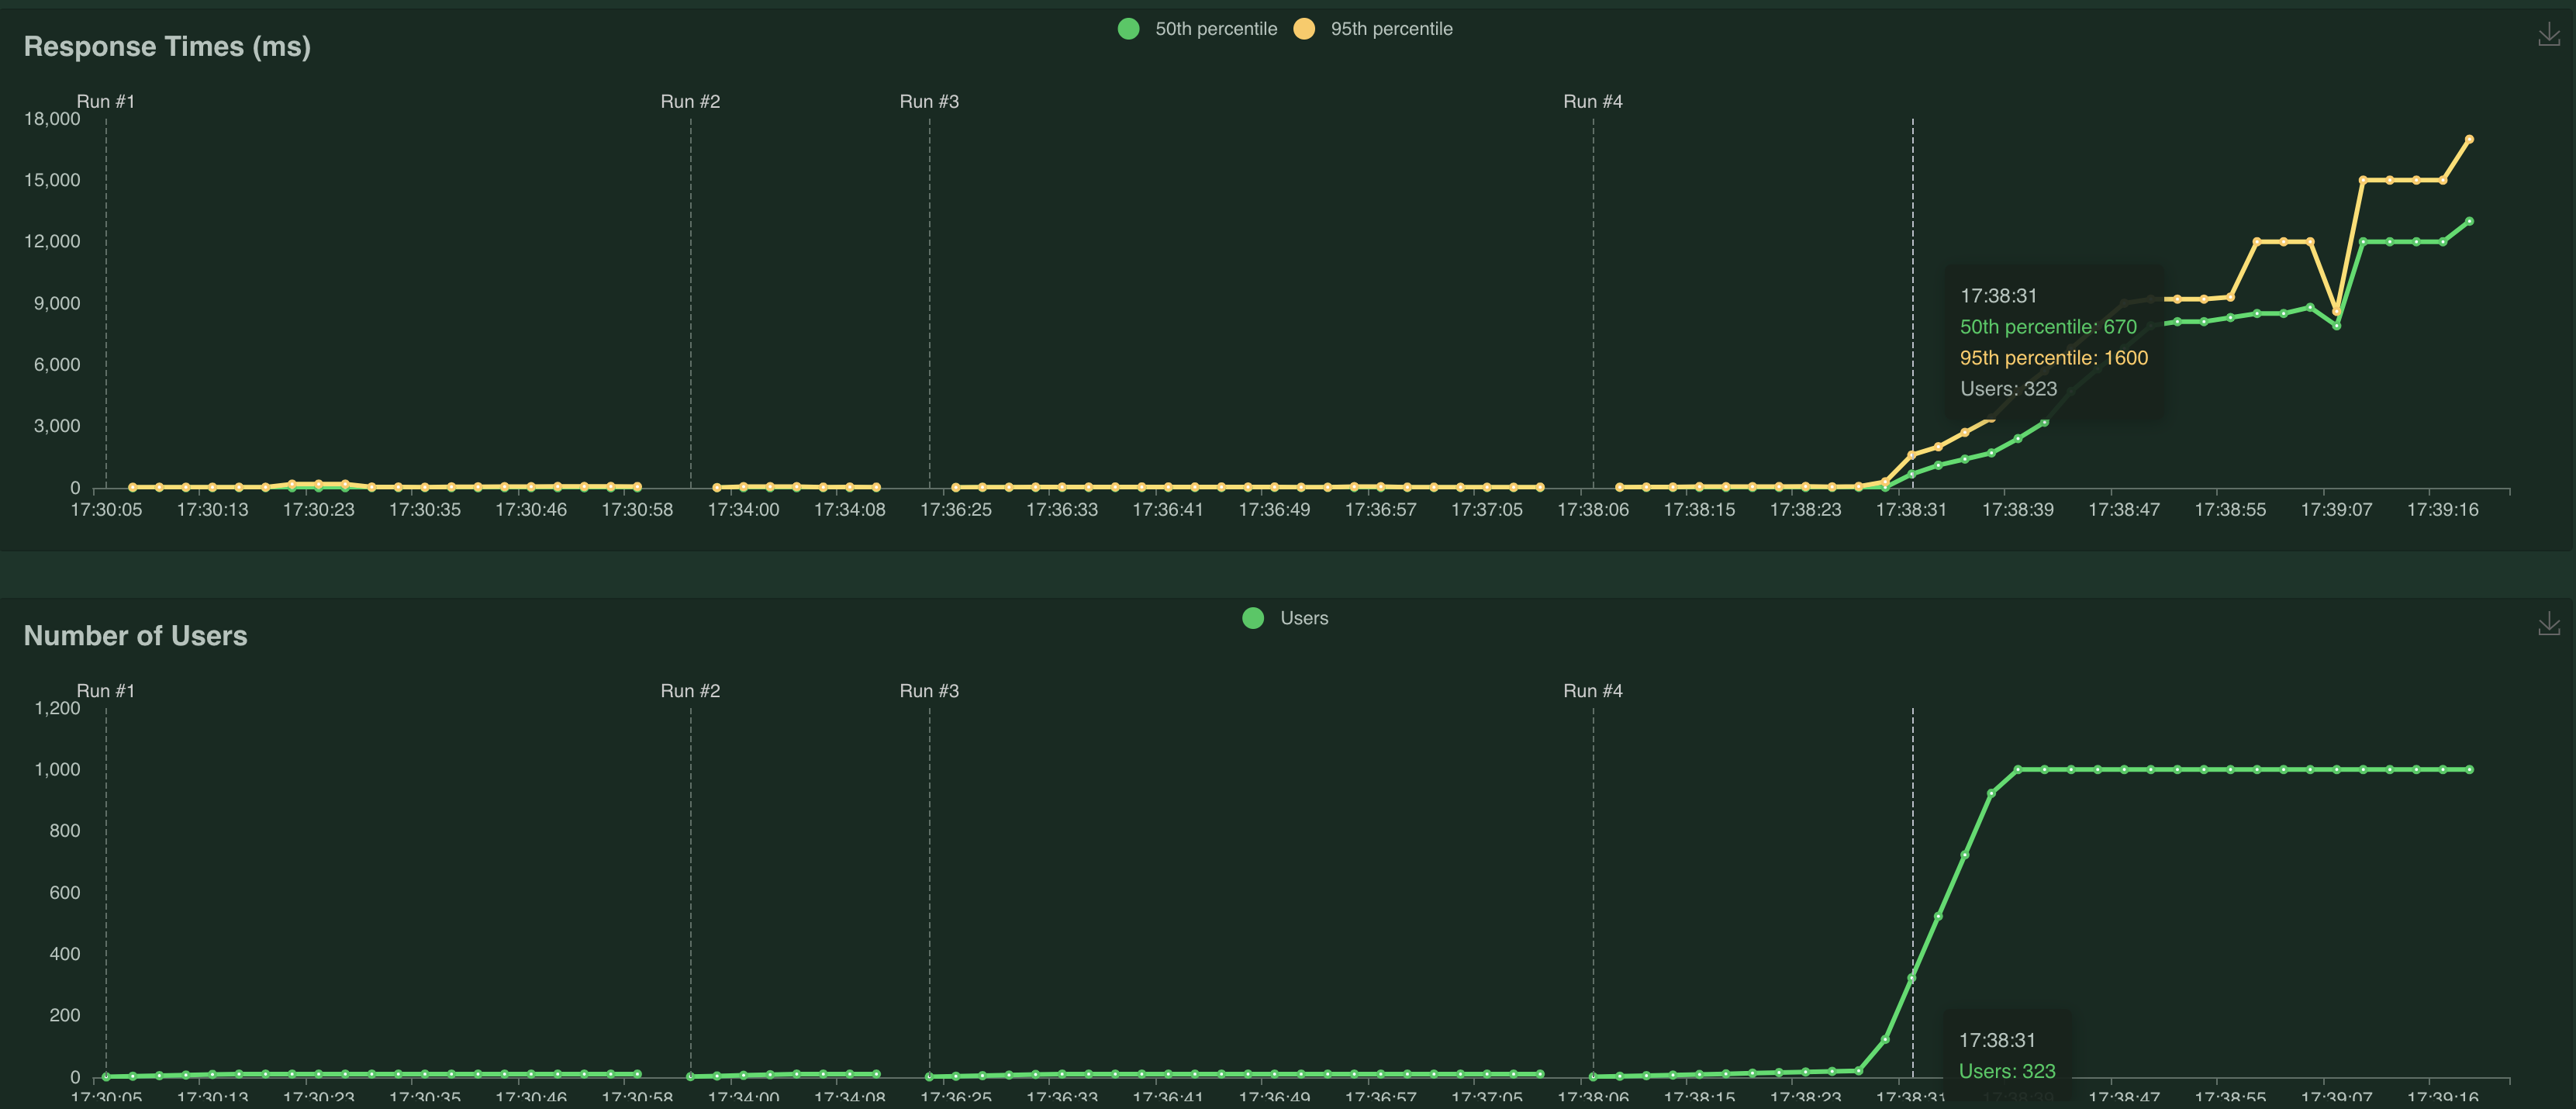 50th percentile 95th percentile
Response Times (ms)
Run #1 Run #2 Run #3 Run #4
18,000
15,000
12,000
9,000
6,000
3,000
0
17:38:31
50th percentile: 670
95th percentile: 1600
Users: 323
17:30:05 17:30:13 17:30:23 17:30:35 17:30:46 17:30:58 17:34:00 17:34:08 17:36:25 17:36:33 17:36:41 17:36:49 17:36:57 17:37:05 17:38:06 17:38:15 17:38:23 17:38:31 17:38:39 17:38:47 17:38:55 17:39:07 17:39:16
Users
Number of Users
Run #1 Run #2 Run #3 Run #4
1,200
1,000
800
600
400
200
0
17:38:31
Users: 323
17:30:05 17:30:13 17:30:23 17:30:35 17:30:46 17:30:58 17:34:00 17:34:08 17:36:25 17:36:33 17:36:41 17:36:49 17:36:57 17:37:05 17:38:06 17:38:15 17:38:23 17:38:31 17:38:39 17:38:47 17:38:55 17:39:07 17:39:16